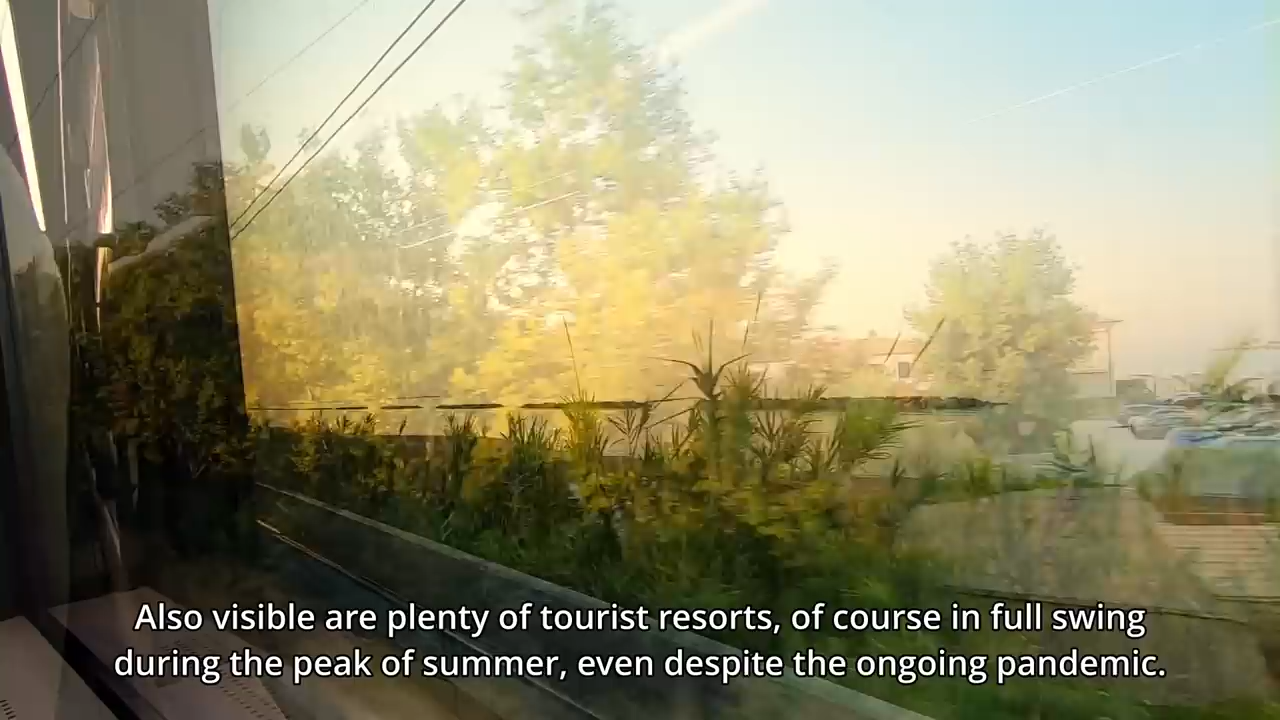 Also visible are plenty of tourist resorts, of course in full swing
during the peak of summer, even despite the ongoing pandemic.